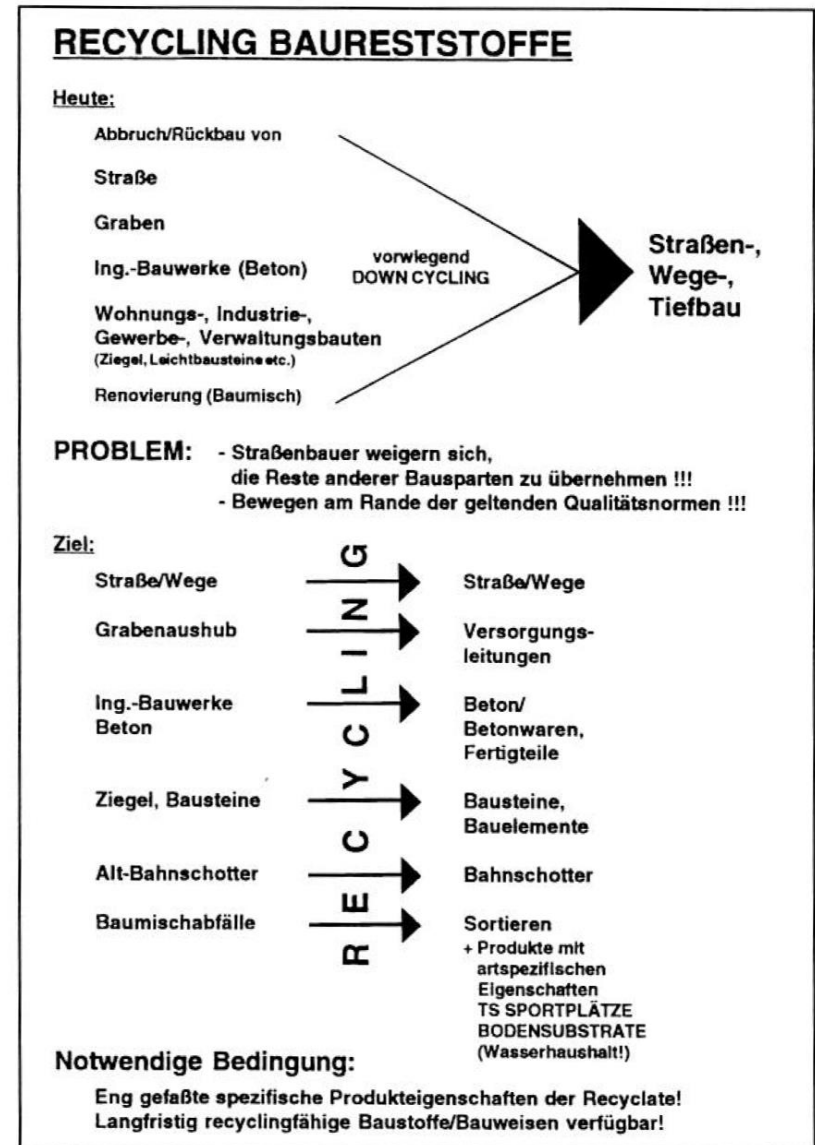 RECYCLING BAURESTSTOFFE
Heute:
Abbruch/Rückbau von
Straße
Graben
Ing.-Bauwerke (Beton)
Wohnungs-, Industrie-,
Gewerbe-, Verwaltungsbauten
(Ziegel, Leichtbausteine etc.)
Renovierung (Baumisch)
vorwiegend
DOWN CYCLING
Straßen-,
Wege-,
Tiefbau
PROBLEM: - Straßenbauer weigern sich,
die Reste anderer Bausparten zu übernehmen !!!
- Bewegen am Rande der geltenden Qualitätsnormen !!!
Ziel:
RECYCLING
Straße/Wege Straße/Wege
Grabenaushub Versorgungs-
leitungen
Ing.-Bauwerke Beton/
Beton Betonwaren,
Fertigteile
Ziegel, Bausteine Bausteine,
Bauelemente
Alt-Bahnschotter Bahnschotter
Baumischabfälle Sortieren
+ Produkte mit
artspezifischen
Eigenschaften
TS SPORTPLÄTZE
BODENSUBSTRATE
(Wasserhaushalt!)
Notwendige Bedingung:
Eng gefaßte spezifische Produkteigenschaften der Recyclate!
Langfristig recyclingfähige Baustoffe/Bauweisen verfügbar!